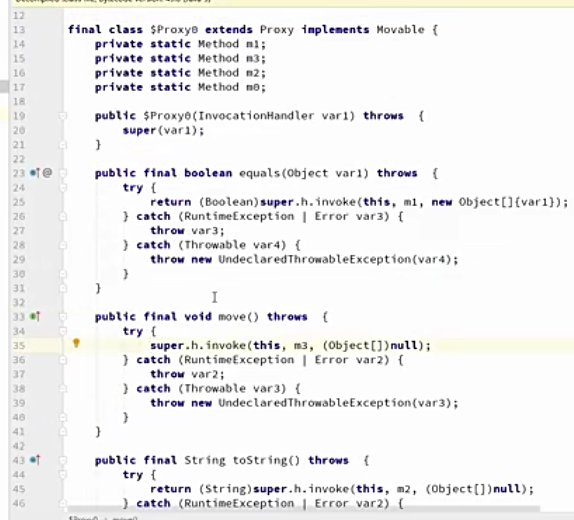 12
13 final class $Proxy0 extends Proxy implements Movable {
14     private static Method m1;
15     private static Method m3;
16     private static Method m2;
17     private static Method m0;
18
19     public $Proxy0(InvocationHandler var1) throws  {
20         super(var1);
21     }
22
23 @   public final boolean equals(Object var1) throws  {
24         try {
25             return (Boolean)super.h.invoke(this, m1, new Object[]{var1});
26         } catch (RuntimeException | Error var3) {
27             throw var3;
28         } catch (Throwable var4) {
29             throw new UndeclaredThrowableException(var4);
30         }
31     }
32
33     public final void move() throws  {
34         try {
35             super.h.invoke(this, m3, (Object[])null);
36         } catch (RuntimeException | Error var2) {
37             throw var2;
38         } catch (Throwable var3) {
39             throw new UndeclaredThrowableException(var3);
40         }
41     }
42
43     public final String toString() throws  {
44         try {
45             return (String)super.h.invoke(this, m2, (Object[])null);
46         } catch (RuntimeException | Error var2) {